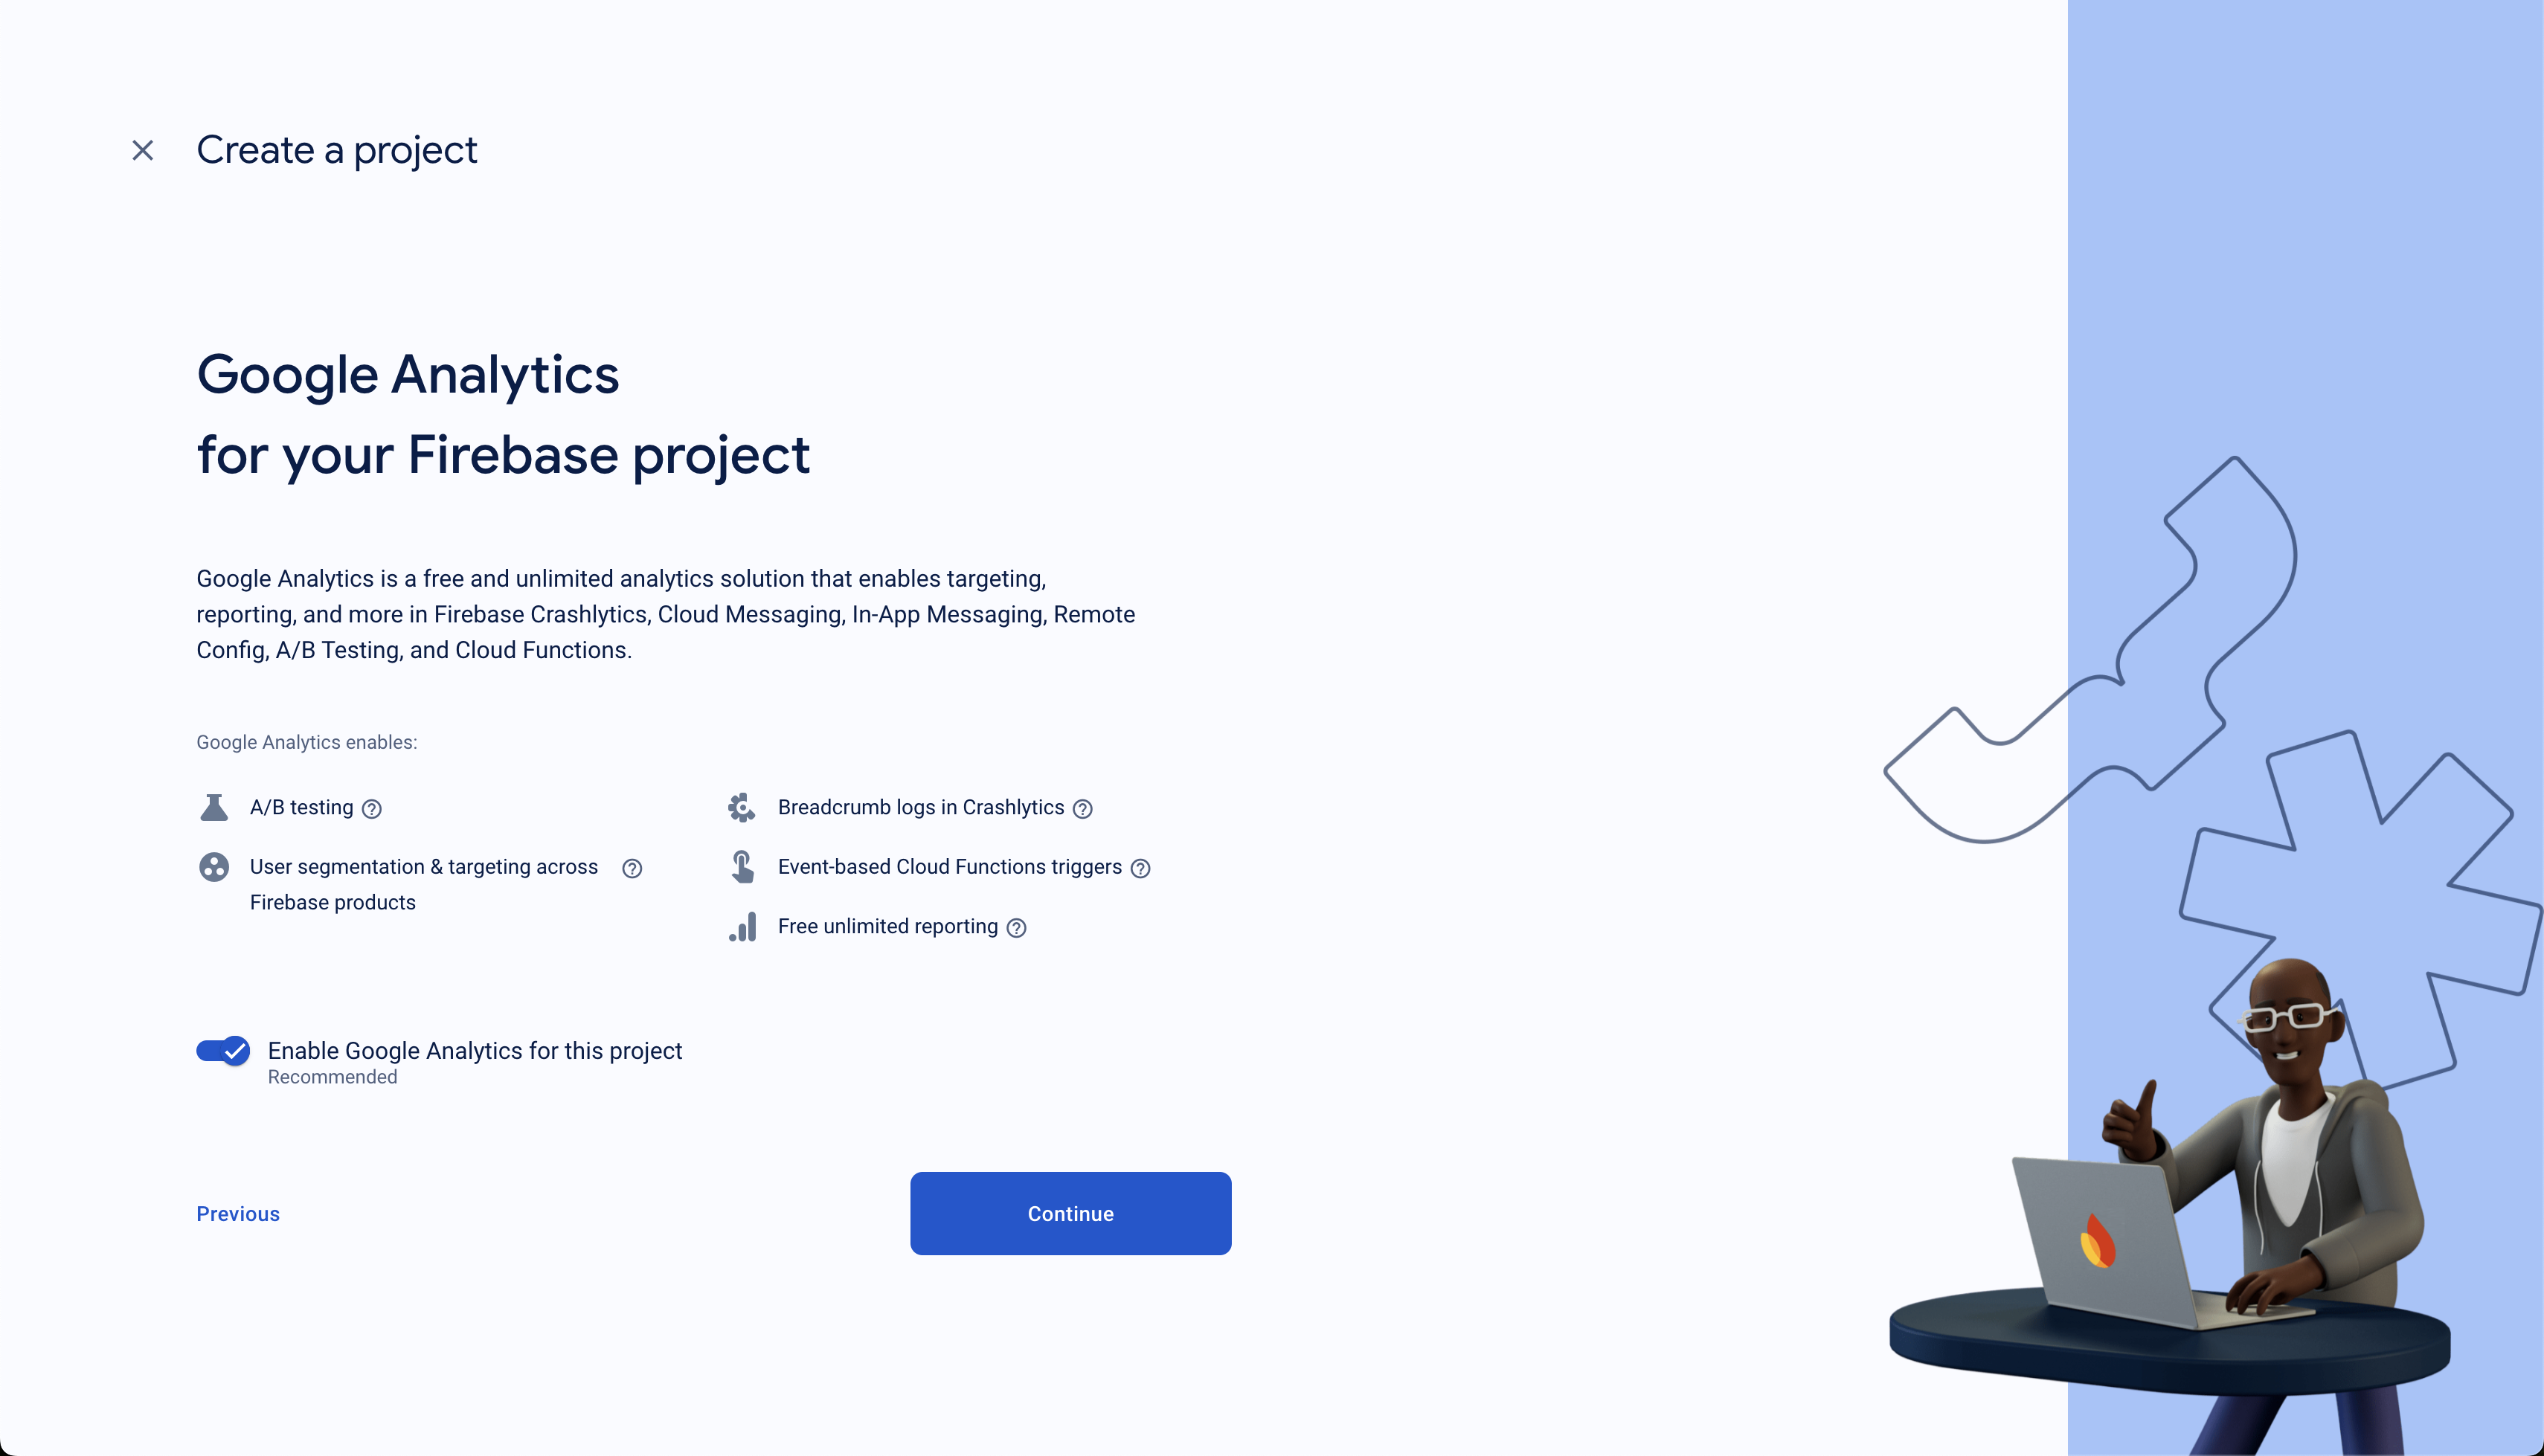 Create a project
Google Analytics
for your Firebase project
Google Analytics is a free and unlimited analytics solution that enables targeting,
reporting, and more in Firebase Crashlytics, Cloud Messaging, In-App Messaging, Remote
Config, A/B Testing, and Cloud Functions.
Google Analytics enables:
A/B testing
User segmentation & targeting across
Firebase products
Breadcrumb logs in Crashlytics
Event-based Cloud Functions triggers
Free unlimited reporting
Enable Google Analytics for this project
Recommended
Previous
Continue